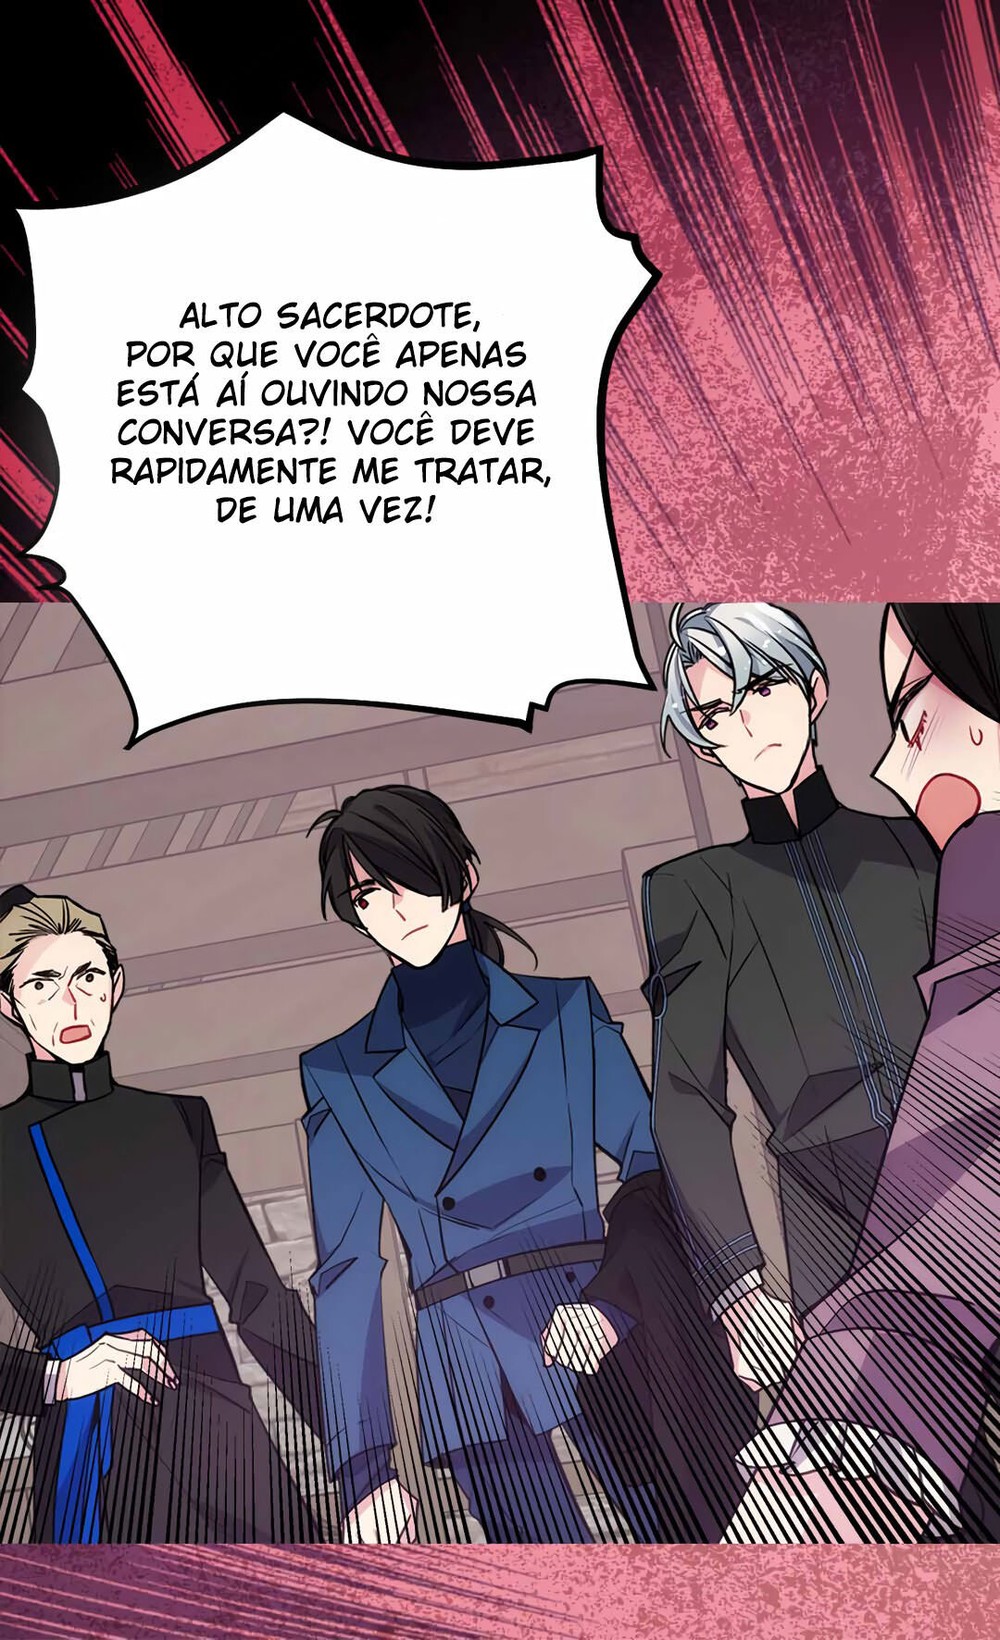 ALTO SACERDOTE,
POR QUE VOCÊ APENAS
ESTÁ AÍ OUVINDO NOSSA
CONVERSA?! VOCÊ DEVE
RAPIDAMENTE ME TRATAR,
DE UMA VEZ!